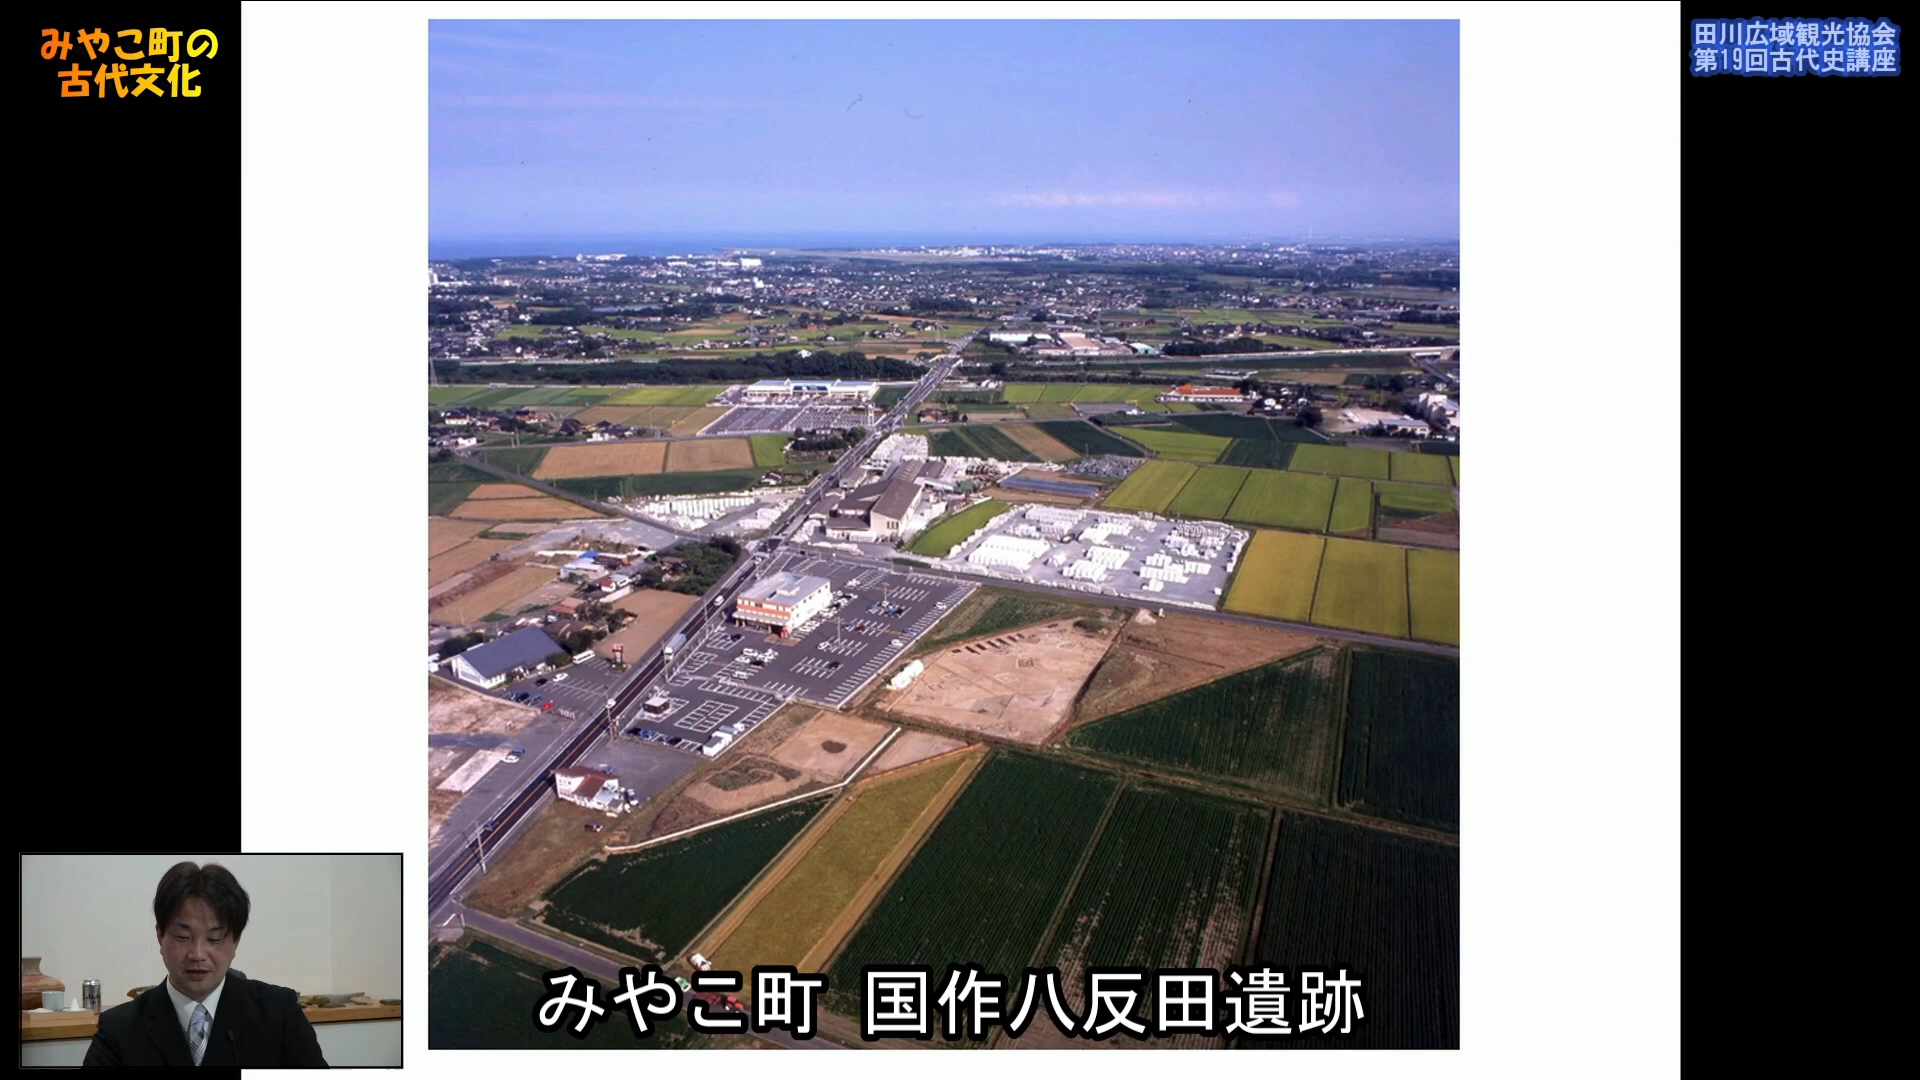 みやこ町の
古代文化
田川広域観光協会
第19回古代史講座
みやこ町 国作八反田遺跡